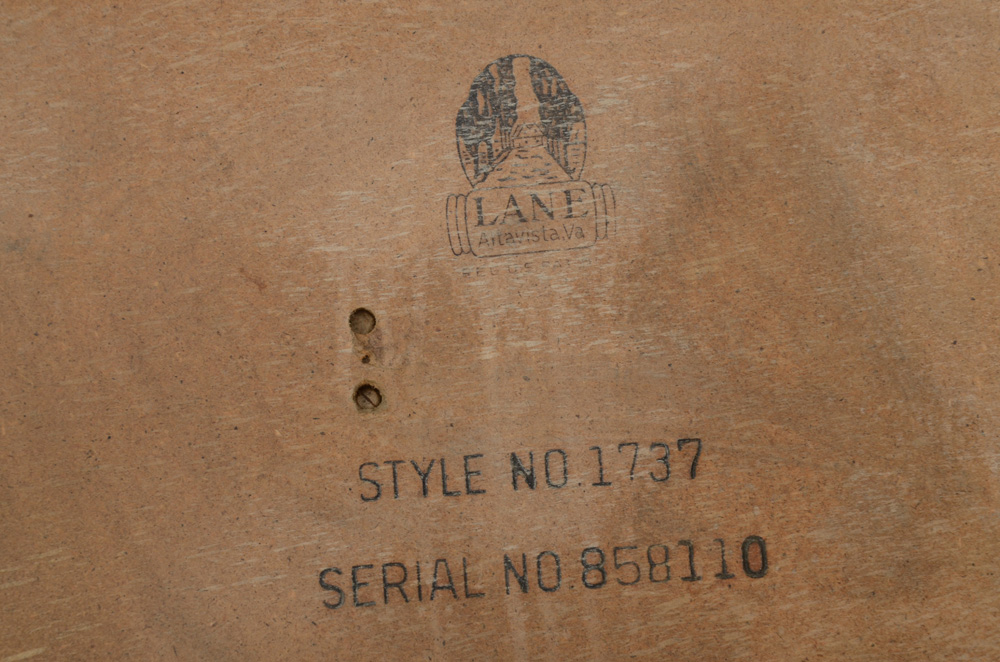 LANE
Altavista, Va
STYLE NO. 1737
SERIAL NO. 858110